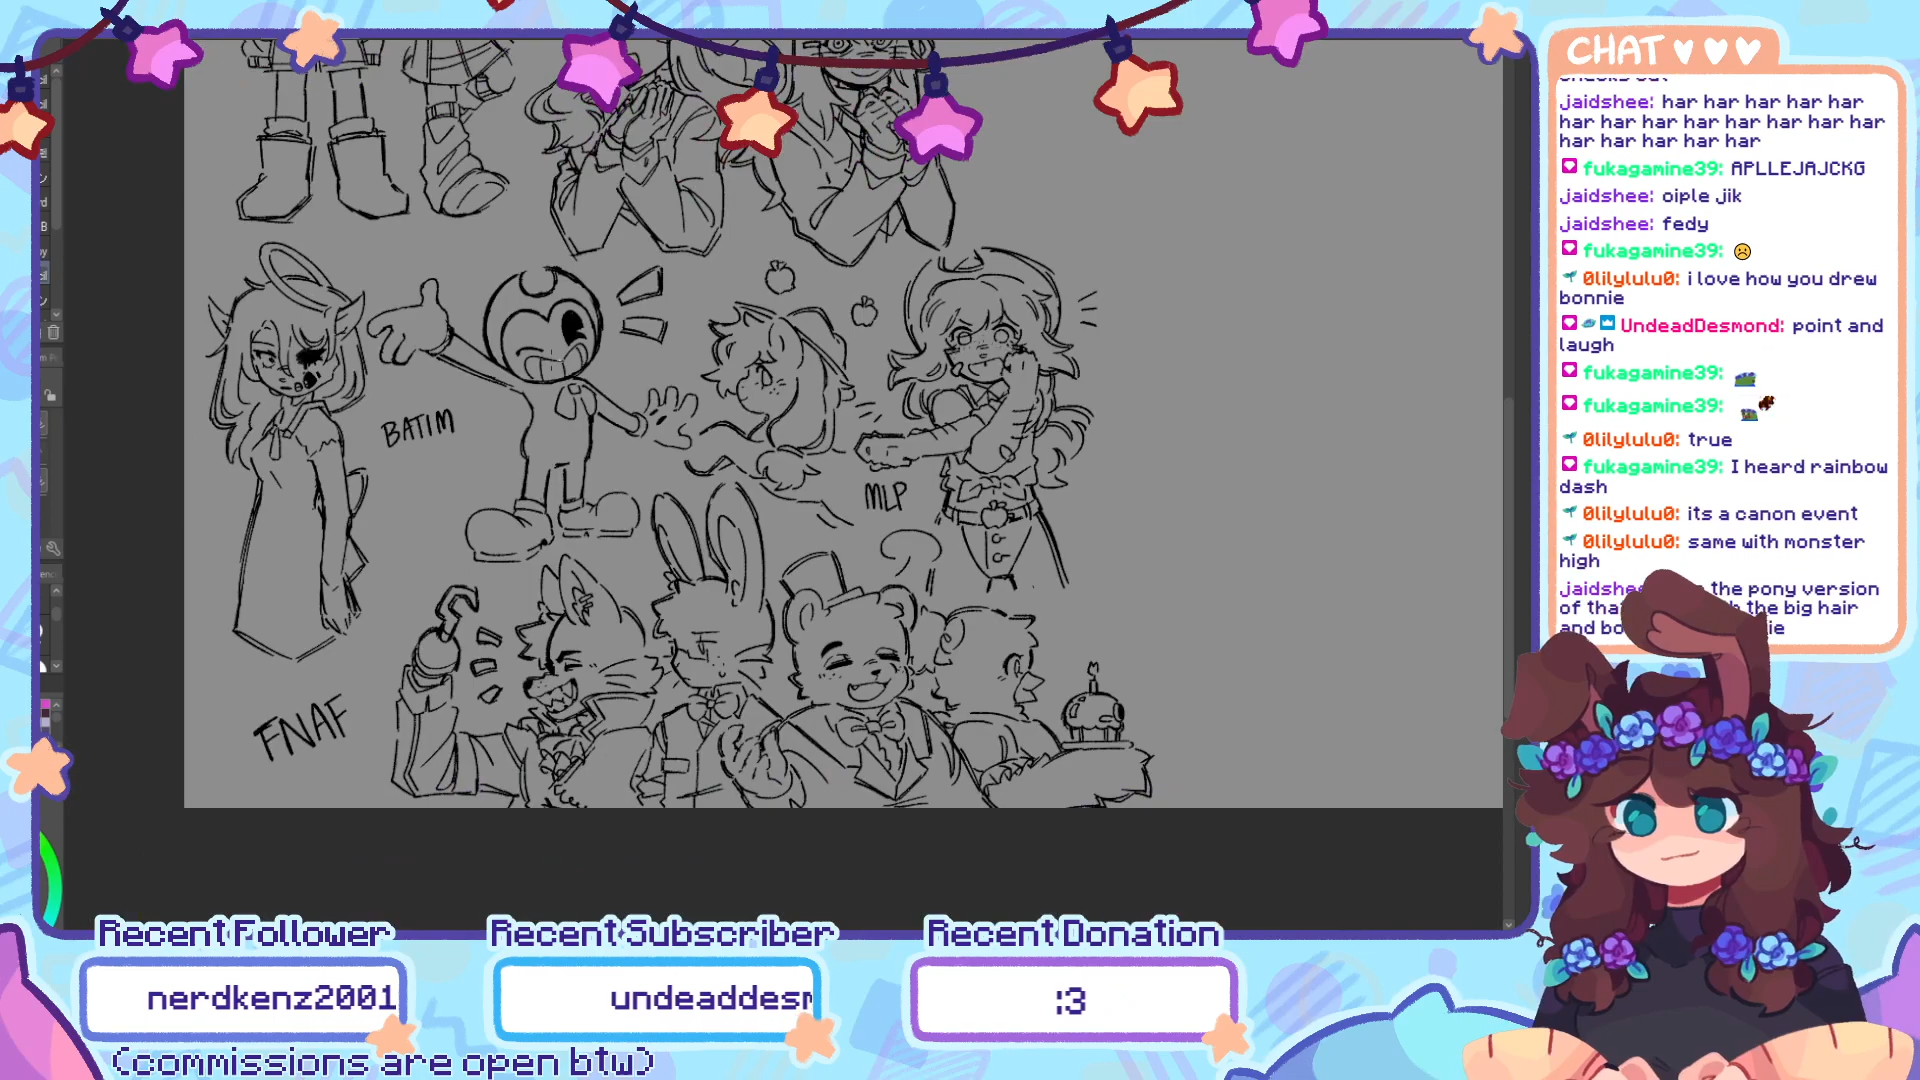 CHAT
jaidshee: har har har har har
har har har har har har har har
har har har har har
fukagamine39: APLLEJAJCKG
jaidshee: oiple jik
jaidshee: fedy
fukagamine39:
0lilylulu0: i love how you drew
bonnie
UndeadDesmond: point and
laugh
fukagamine39:
fukagamine39:
0lilylulu0: true
fukagamine39: I heard rainbow
dash
0lilylulu0: its a canon event
0lilylulu0: same with monster
high
the pony version
the big hair
and
BATIM
MLP
FNAF
Recent Follower
nerdkenz2001
Recent Subscriber
undeaddesm
Recent Donation
:3
(commissions are open btw)